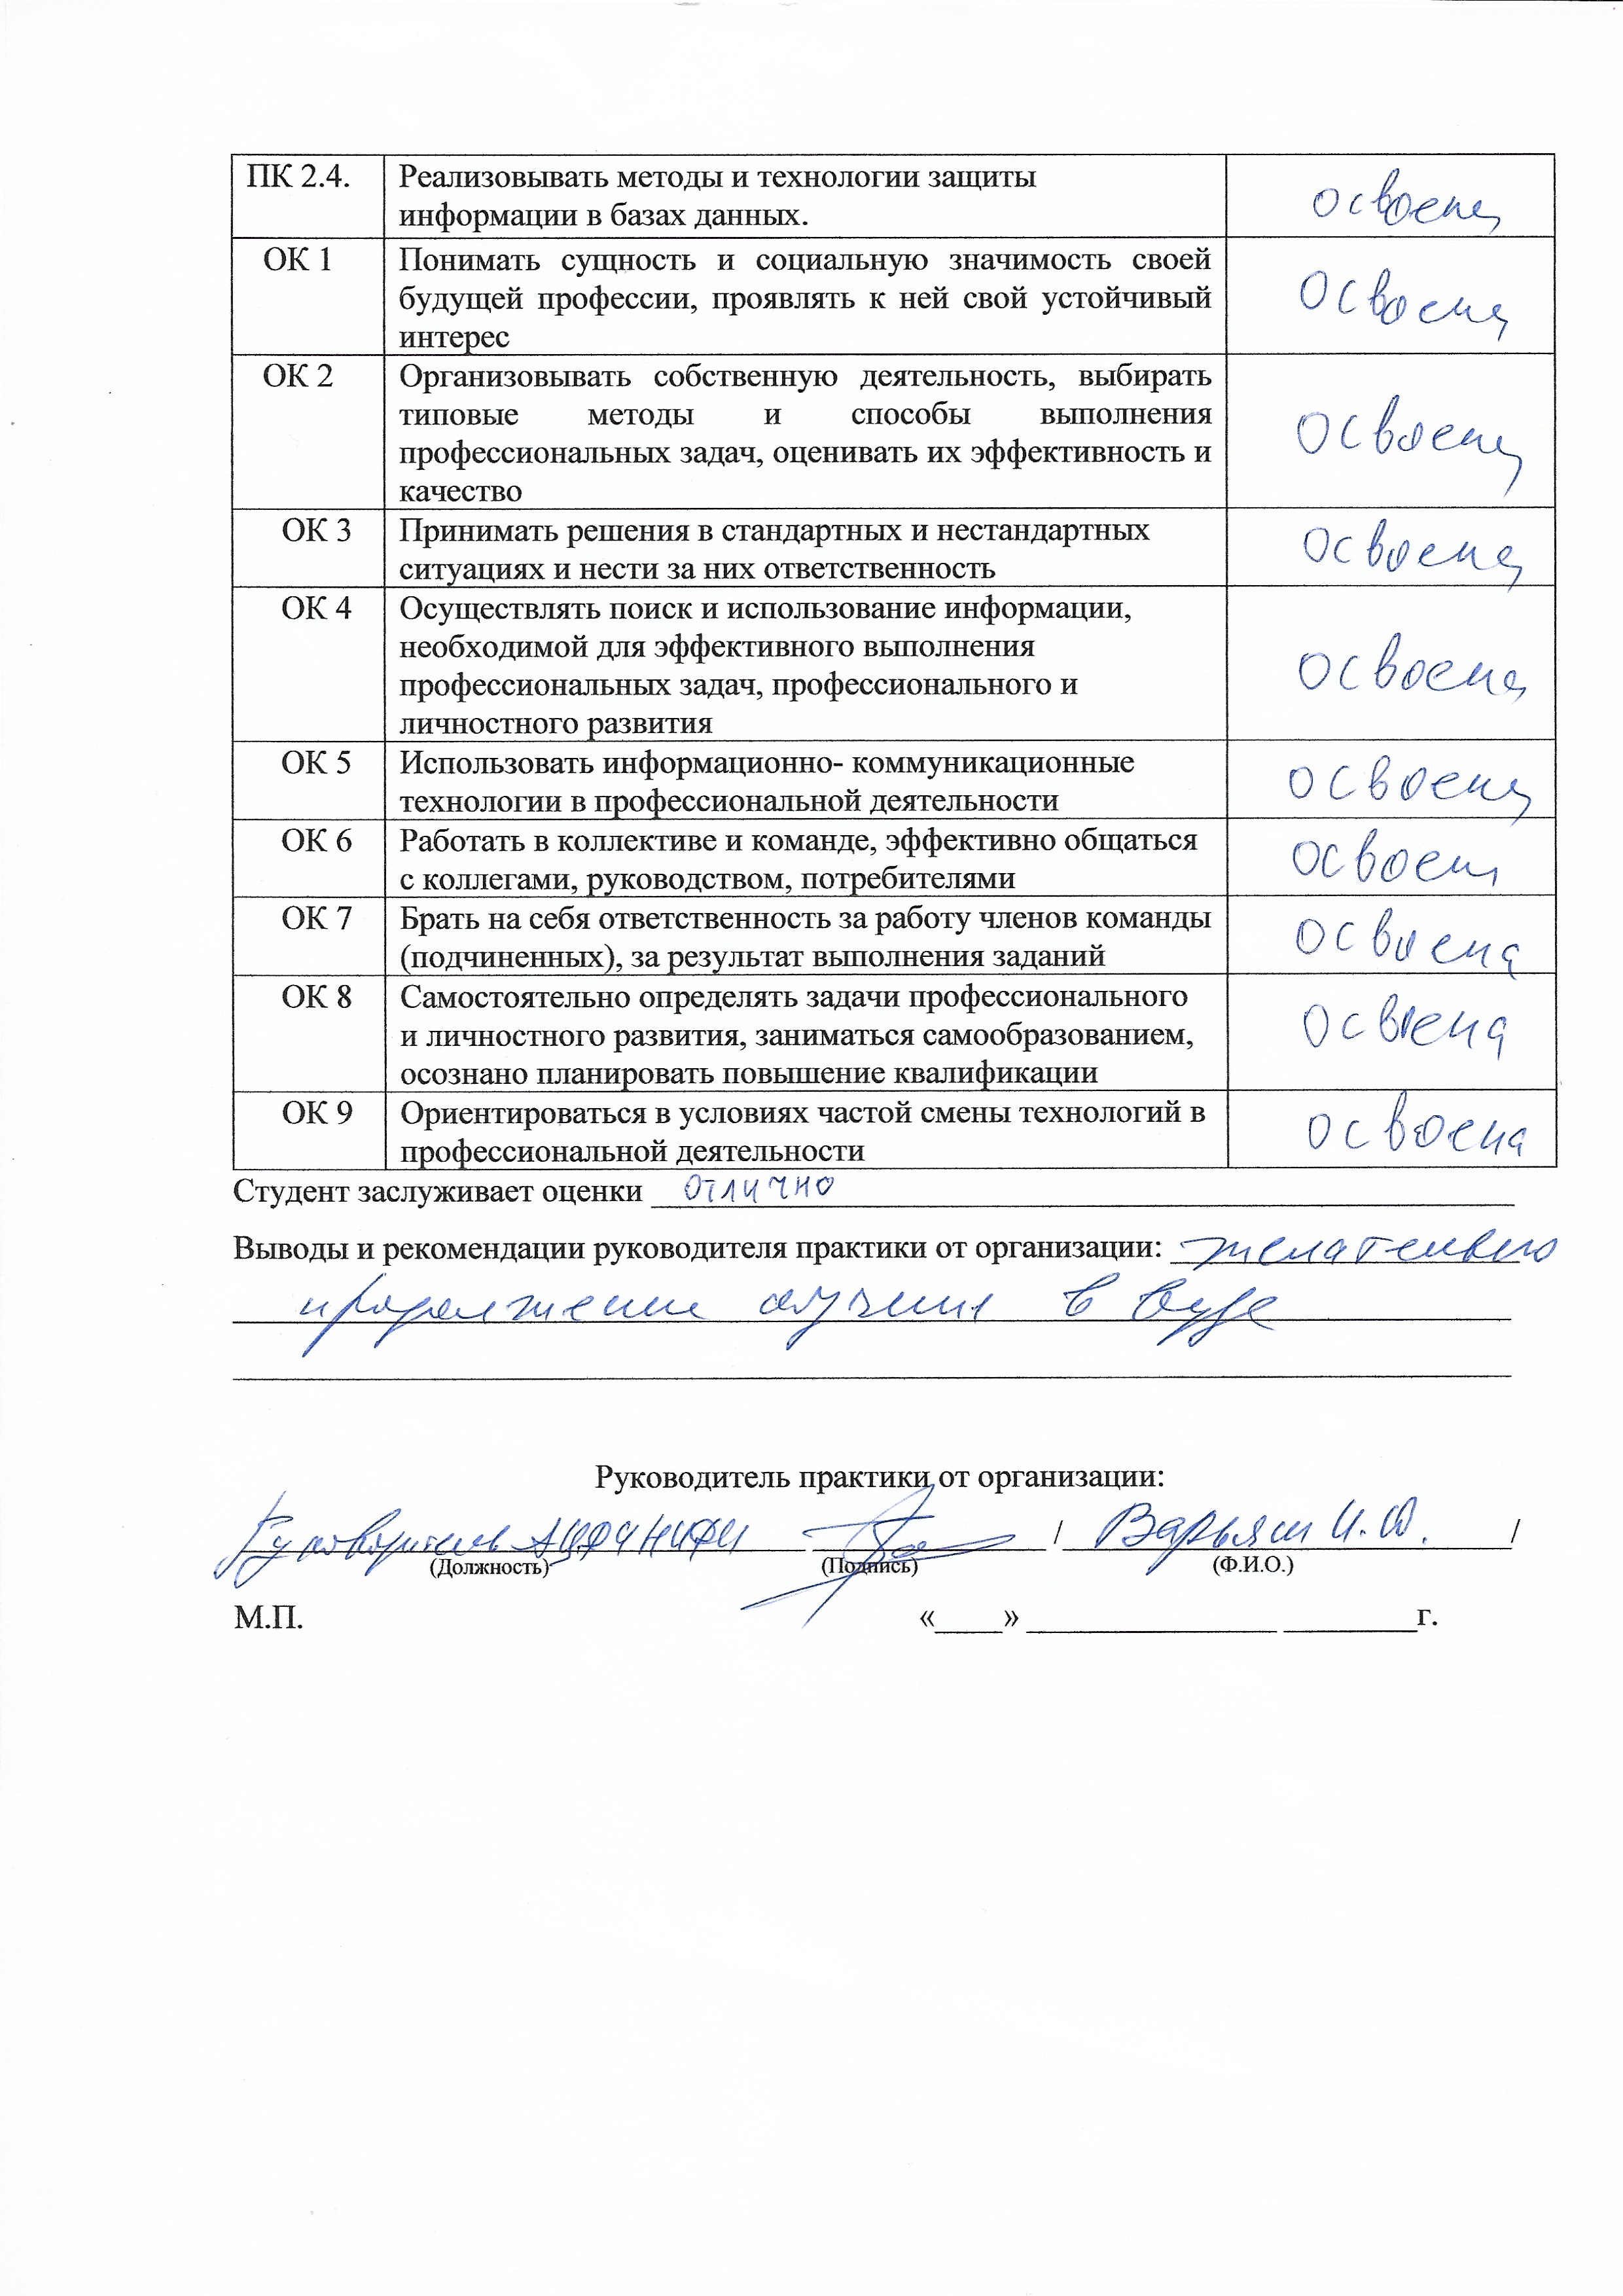 ПК 2.4. Реализовывать методы и технологии защиты
информации в базах данных. освоена
ОК 1 Понимать сущность и социальную значимость своей
будущей профессии, проявлять к ней свой устойчивый
интерес освоена
ОК 2 Организовывать собственную деятельность, выбирать
типовые методы и способы выполнения
профессиональных задач, оценивать их эффективность и
качество освоена
ОК 3 Принимать решения в стандартных и нестандартных
ситуациях и нести за них ответственность освоена
ОК 4 Осуществлять поиск и использование информации,
необходимой для эффективного выполнения
профессиональных задач, профессионального и
личностного развития освоена
ОК 5 Использовать информационно- коммуникационные
технологии в профессиональной деятельности освоена
ОК 6 Работать в коллективе и команде, эффективно общаться
с коллегами, руководством, потребителями освоена
ОК 7 Брать на себя ответственность за работу членов команды
(подчиненных), за результат выполнения заданий освоена
ОК 8 Самостоятельно определять задачи профессионального
и личностного развития, заниматься самообразованием,
осознано планировать повышение квалификации освоена
ОК 9 Ориентироваться в условиях частой смены технологий в
профессиональной деятельности освоена
Студент заслуживает оценки отлично
Выводы и рекомендации руководителя практики от организации: желательно
продолжение обучения в вузе
Руководитель практики от организации:
Руководитель / Варьяш И.Ю. /
(Должность) (Подпись) (Ф.И.О.)
М.П. «____» _______________ ________г.